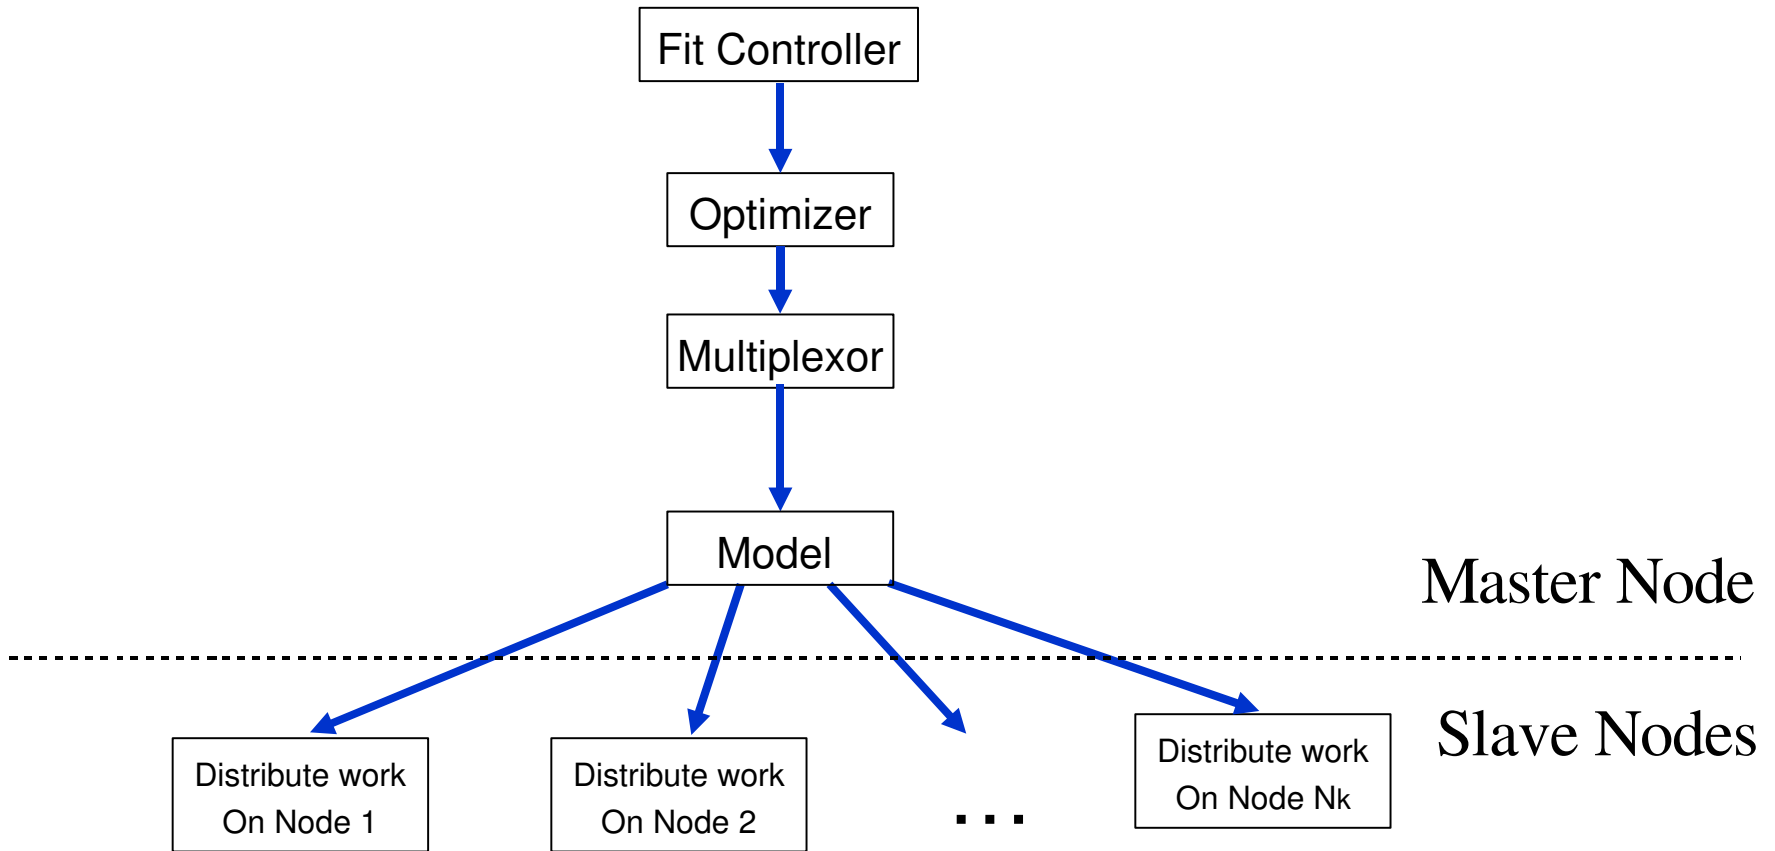 Fit Controller
Optimizer
Multiplexor
Model
Master Node
Slave Nodes
Distribute work
On Node 1
Distribute work
On Node 2
...
Distribute work
On Node Nk